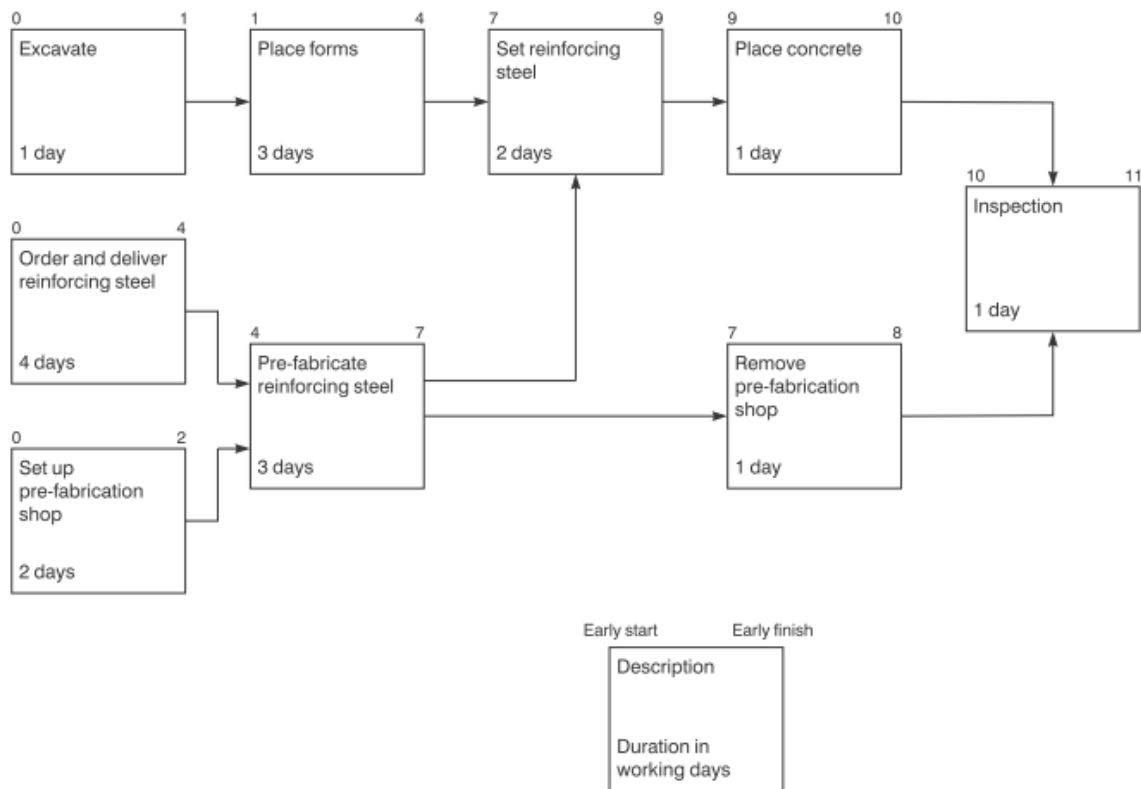 0 1
Excavate
1 day
1 4
Place forms
3 days
7 9
Set reinforcing
steel
2 days
9 10
Place concrete
1 day
10 11
Inspection
1 day
0 4
Order and deliver
reinforcing steel
4 days
4 7
Pre-fabricate
reinforcing steel
3 days
7 8
Remove
pre-fabrication
shop
1 day
0 2
Set up
pre-fabrication
shop
2 days
Early start Early finish
Description
Duration in
working days